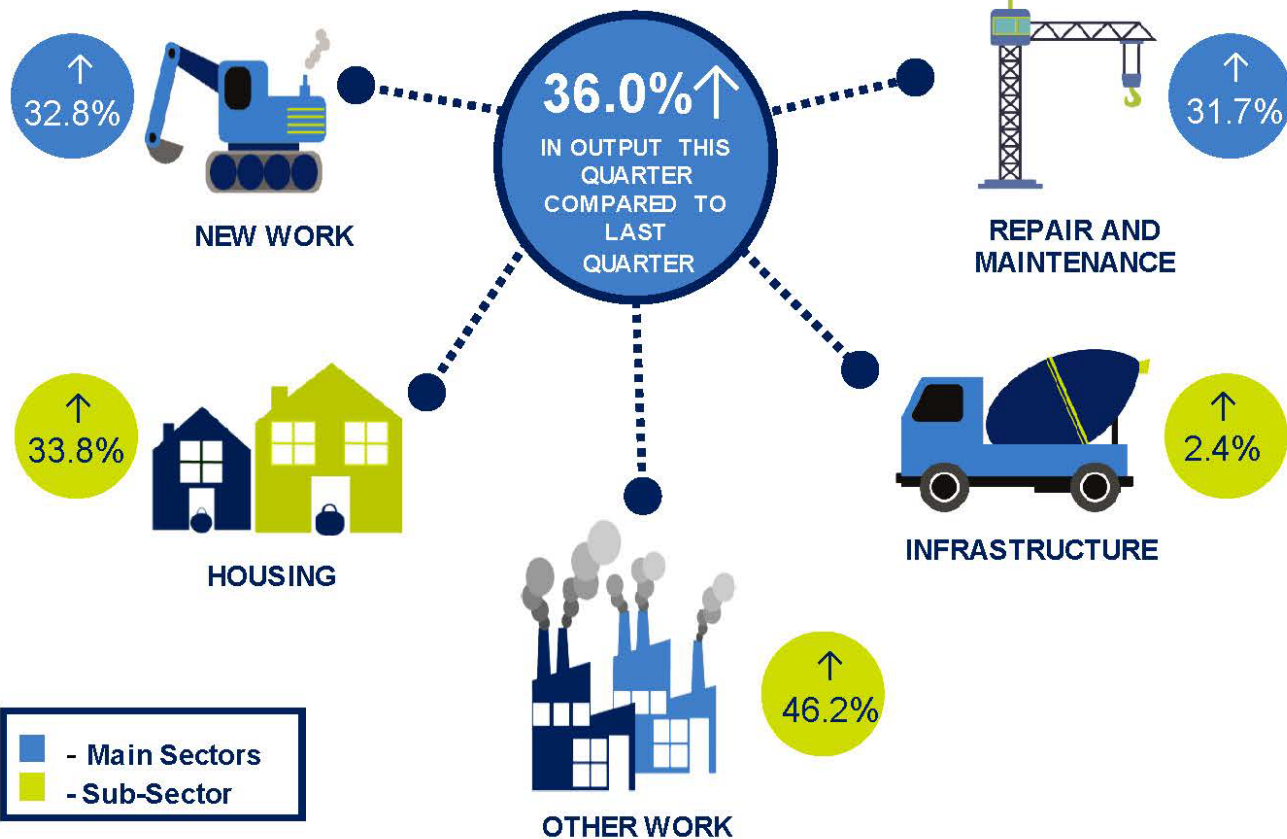 ↑
32.8%
NEW WORK
36.0%↑
IN OUTPUT THIS
QUARTER
COMPARED TO
LAST
QUARTER
↑
31.7%
REPAIR AND
MAINTENANCE
↑
33.8%
HOUSING
↑
2.4%
INFRASTRUCTURE
↑
46.2%
OTHER WORK
- Main Sectors
- Sub-Sector